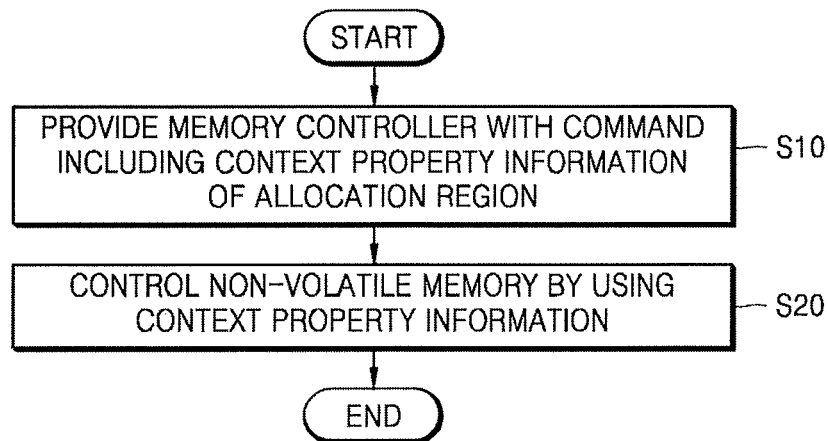 START
PROVIDE MEMORY CONTROLLER WITH COMMAND
INCLUDING CONTEXT PROPERTY INFORMATION
OF ALLOCATION REGION
S10
CONTROL NON-VOLATILE MEMORY BY USING
CONTEXT PROPERTY INFORMATION
S20
END